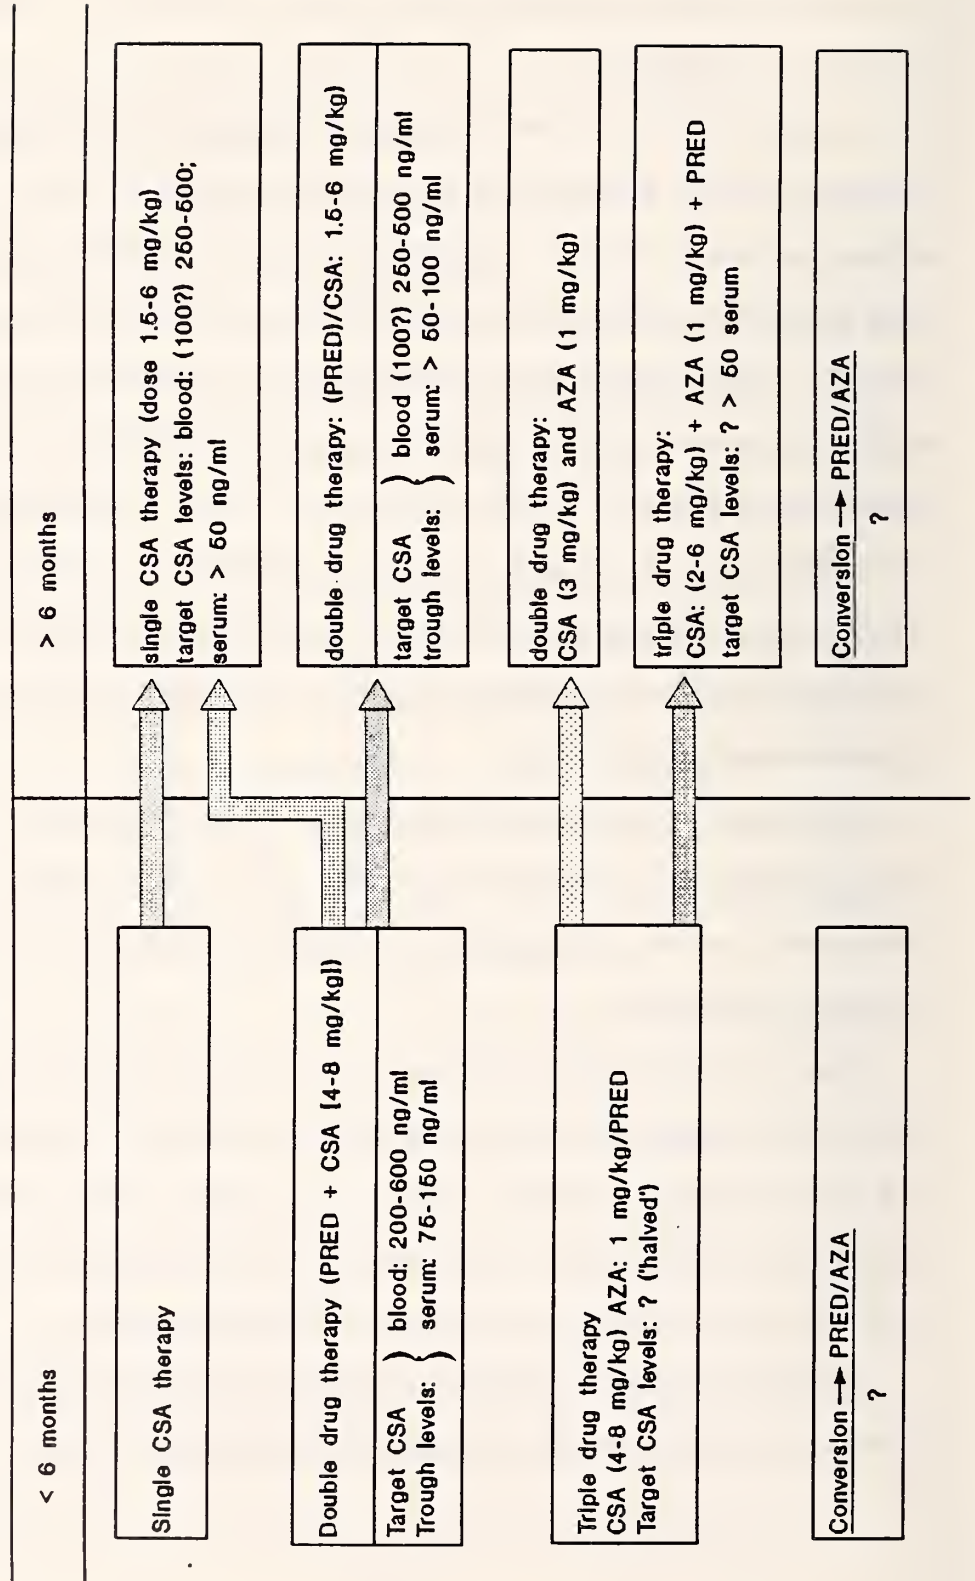 < 6 months
> 6 months
Single CSA therapy
single CSA therapy (dose 1.5-6 mg/kg)
target CSA levels: blood: (100?) 250-500;
serum: > 50 ng/ml
Double drug therapy (PRED + CSA [4-8 mg/kg])
Target CSA } blood: 200-600 ng/ml
Trough levels: } serum: 75-150 ng/ml
double drug therapy: (PRED)/CSA: 1.5-6 mg/kg)
target CSA } blood (100?) 250-500 ng/ml
trough levels: } serum: > 50-100 ng/ml
Triple drug therapy
CSA (4-8 mg/kg) AZA: 1 mg/kg/PRED
Target CSA levels: ? ('halved')
double drug therapy:
CSA (3 mg/kg) and AZA (1 mg/kg)
triple drug therapy:
CSA: (2-6 mg/kg) + AZA (1 mg/kg) + PRED
target CSA levels: ? > 50 serum
Conversion → PRED/AZA
?
Conversion → PRED/AZA
?